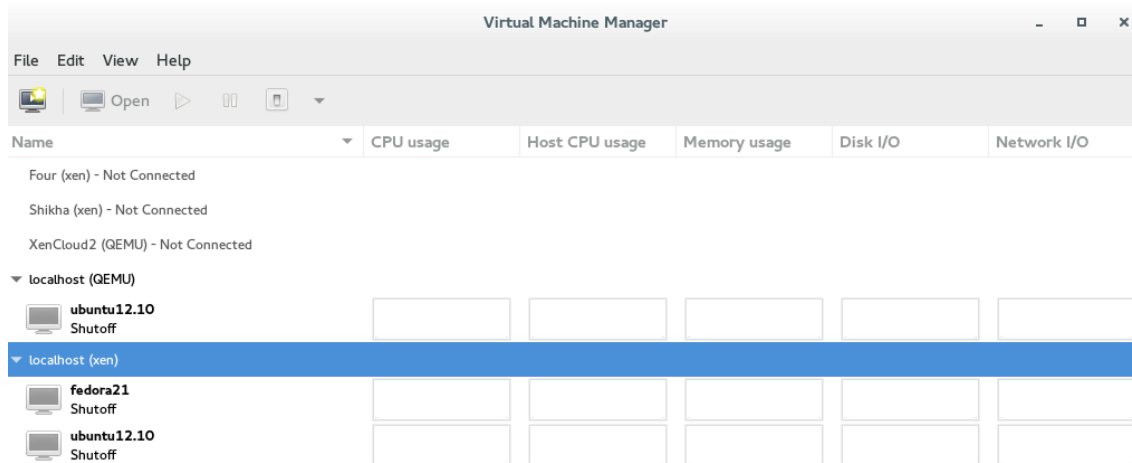 Virtual Machine Manager
File Edit View Help
Open
Name CPU usage Host CPU usage Memory usage Disk I/O Network I/O
Four (xen) - Not Connected
Shikha (xen) - Not Connected
XenCloud2 (QEMU) - Not Connected
localhost (QEMU)
ubuntu12.10
Shutoff
localhost (xen)
fedora21
Shutoff
ubuntu12.10
Shutoff